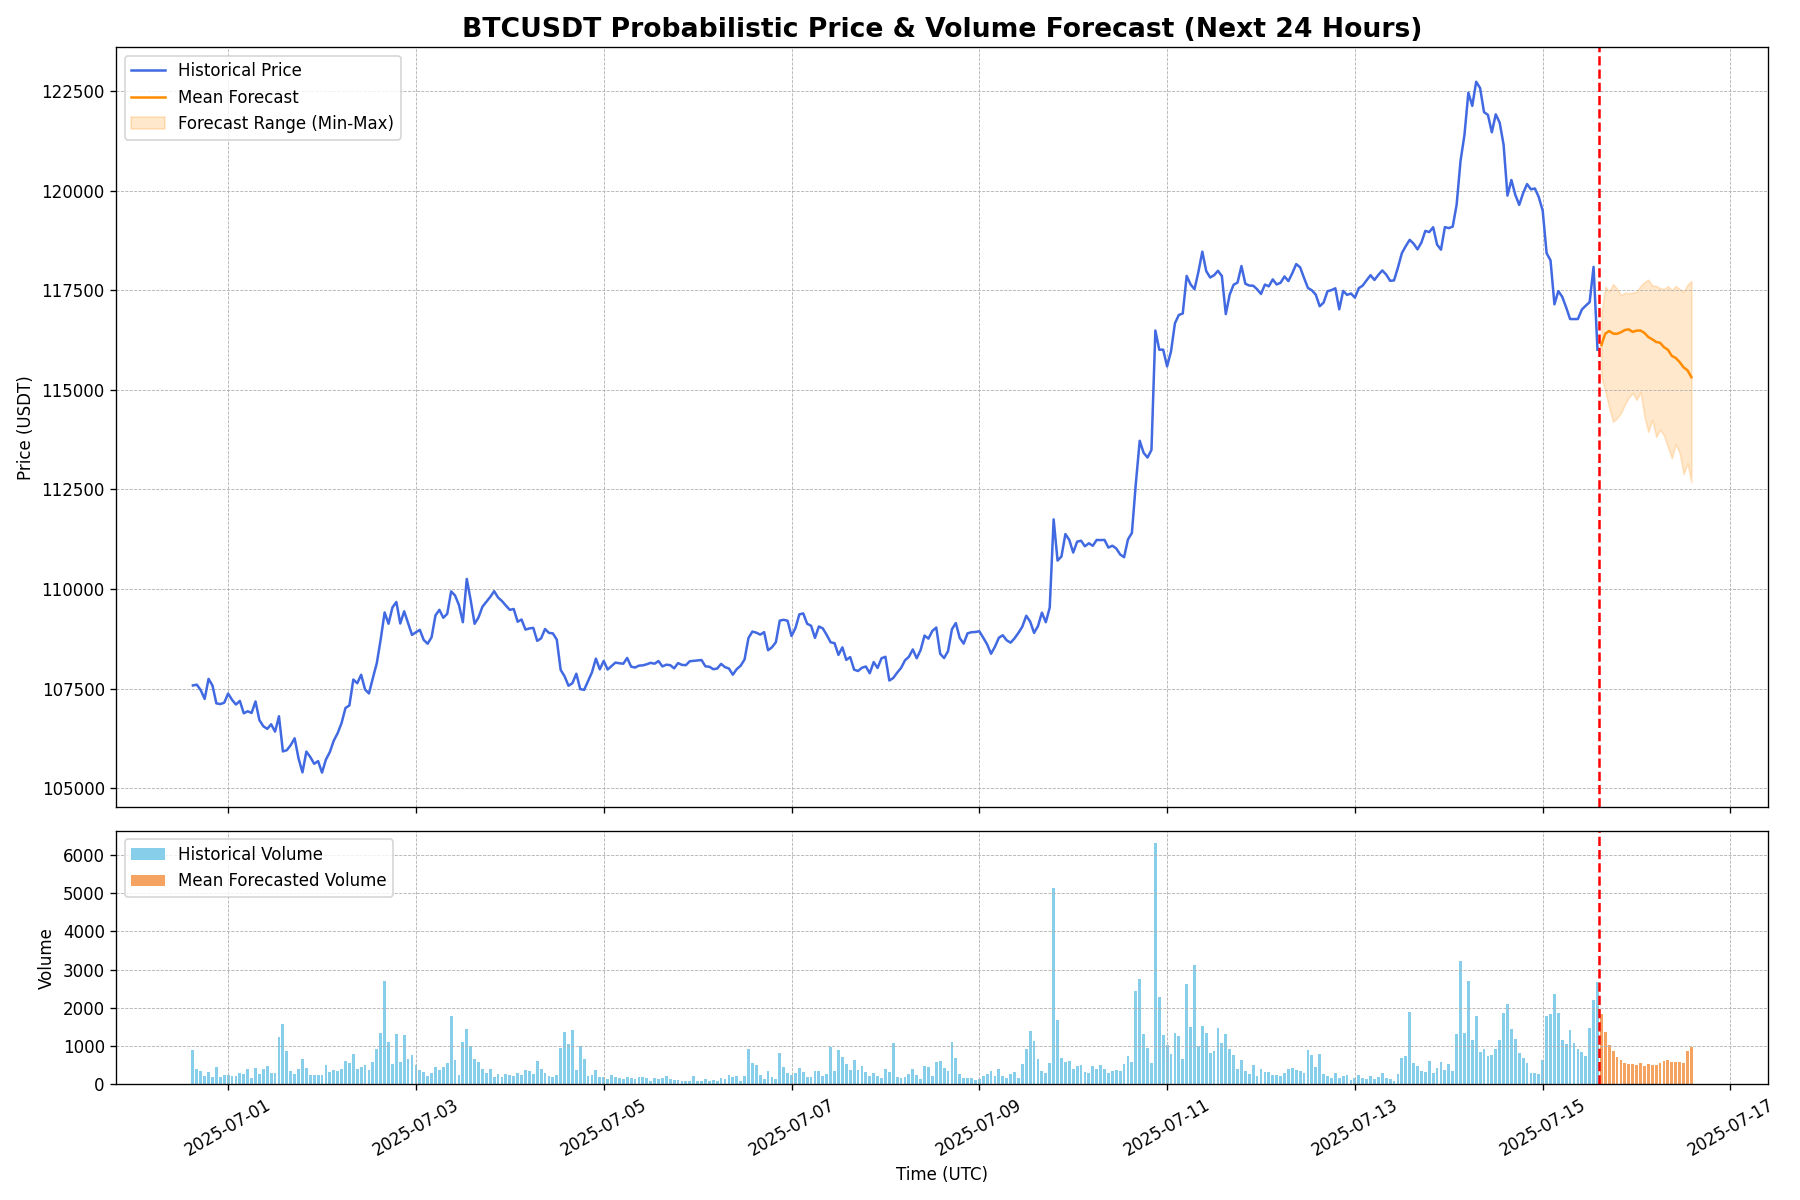 BTCUSDT Probabilistic Price & Volume Forecast (Next 24 Hours)
Historical Price
Mean Forecast
Forecast Range (Min-Max)
122500
120000
117500
115000
112500
110000
107500
105000
Price (USDT)
Historical Volume
Mean Forecasted Volume
6000
5000
4000
3000
2000
1000
0
Volume
2025-07-01
2025-07-03
2025-07-05
2025-07-07
2025-07-09
2025-07-11
2025-07-13
2025-07-15
2025-07-17
Time (UTC)